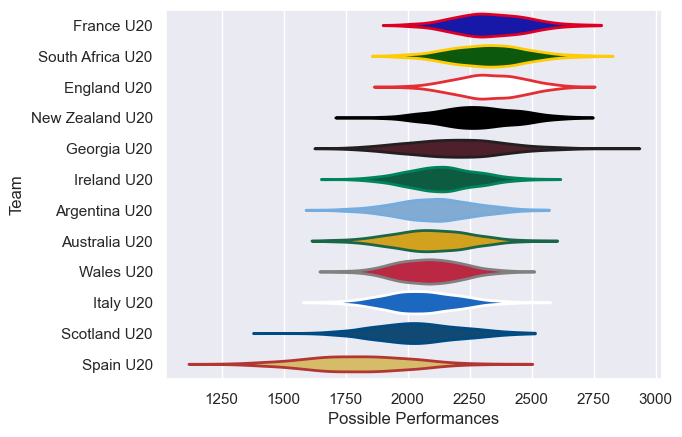 France U20
South Africa U20
England U20
New Zealand U20
Georgia U20
Ireland U20
Argentina U20
Australia U20
Wales U20
Italy U20
Scotland U20
Spain U20
Team
1250 1500 1750 2000 2250 2500 2750 3000
Possible Performances